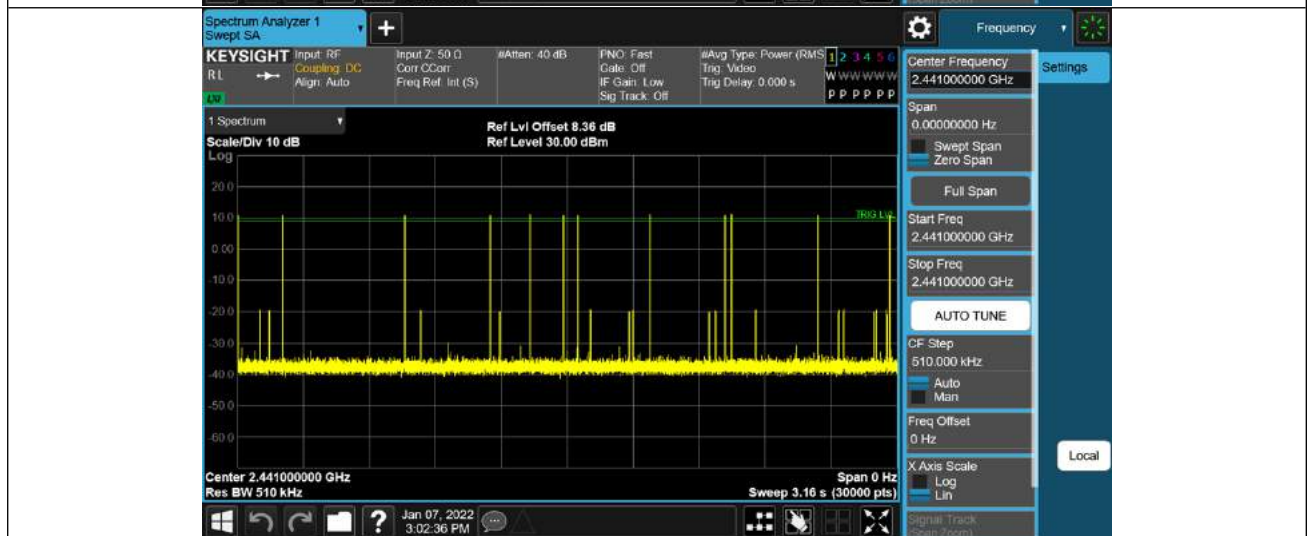 Spectrum Analyzer 1
Swept SA
+
Frequency
KEYSIGHT
RL
Input: RF
Coupling: DC
Align: Auto
Input Z: 50 Ω
Corr CCorr
Freq Ref: Int (S)
#Atten: 40 dB
PNO: Fast
Gate: Off
IF Gain: Low
Sig Track: Off
#Avg Type: Power (RMS
Trig: Video
Trig Delay: 0.000 s
1 2 3 4 5 6
W W W W W W
P P P P P P
1 Spectrum
Scale/Div 10 dB
Log
Ref Lvl Offset 8.36 dB
Ref Level 30.00 dBm
20.0
10.0
0.00
-10.0
-20.0
-30.0
-40.0
-50.0
-60.0
Center 2.441000000 GHz
Res BW 510 kHz
Span 0 Hz
Sweep 3.16 s (30000 pts)
Center Frequency
2.441000000 GHz
Settings
Span
0.00000000 Hz
Swept Span
Zero Span
Full Span
Start Freq
2.441000000 GHz
Stop Freq
2.441000000 GHz
AUTO TUNE
CF Step
510.000 kHz
Auto
Man
Freq Offset
0 Hz
X Axis Scale
Log
Lin
Local
Signal Track
(Span Zoom)
?
Jan 07, 2022
3:02:36 PM